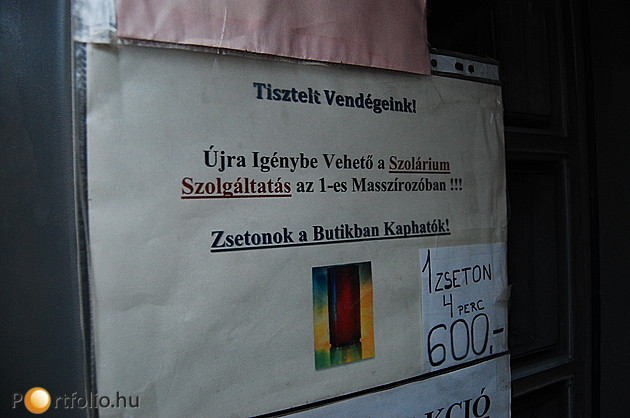 Tisztelt Vendégeink!
Újra Igénybe Vehető a Szolárium
Szolgáltatás az 1-es Masszírozóban !!!
Zsetonok a Butikban Kaphatók!
1 ZSETON
4 PERC
600,-
AKCIÓ
Portfolio.hu